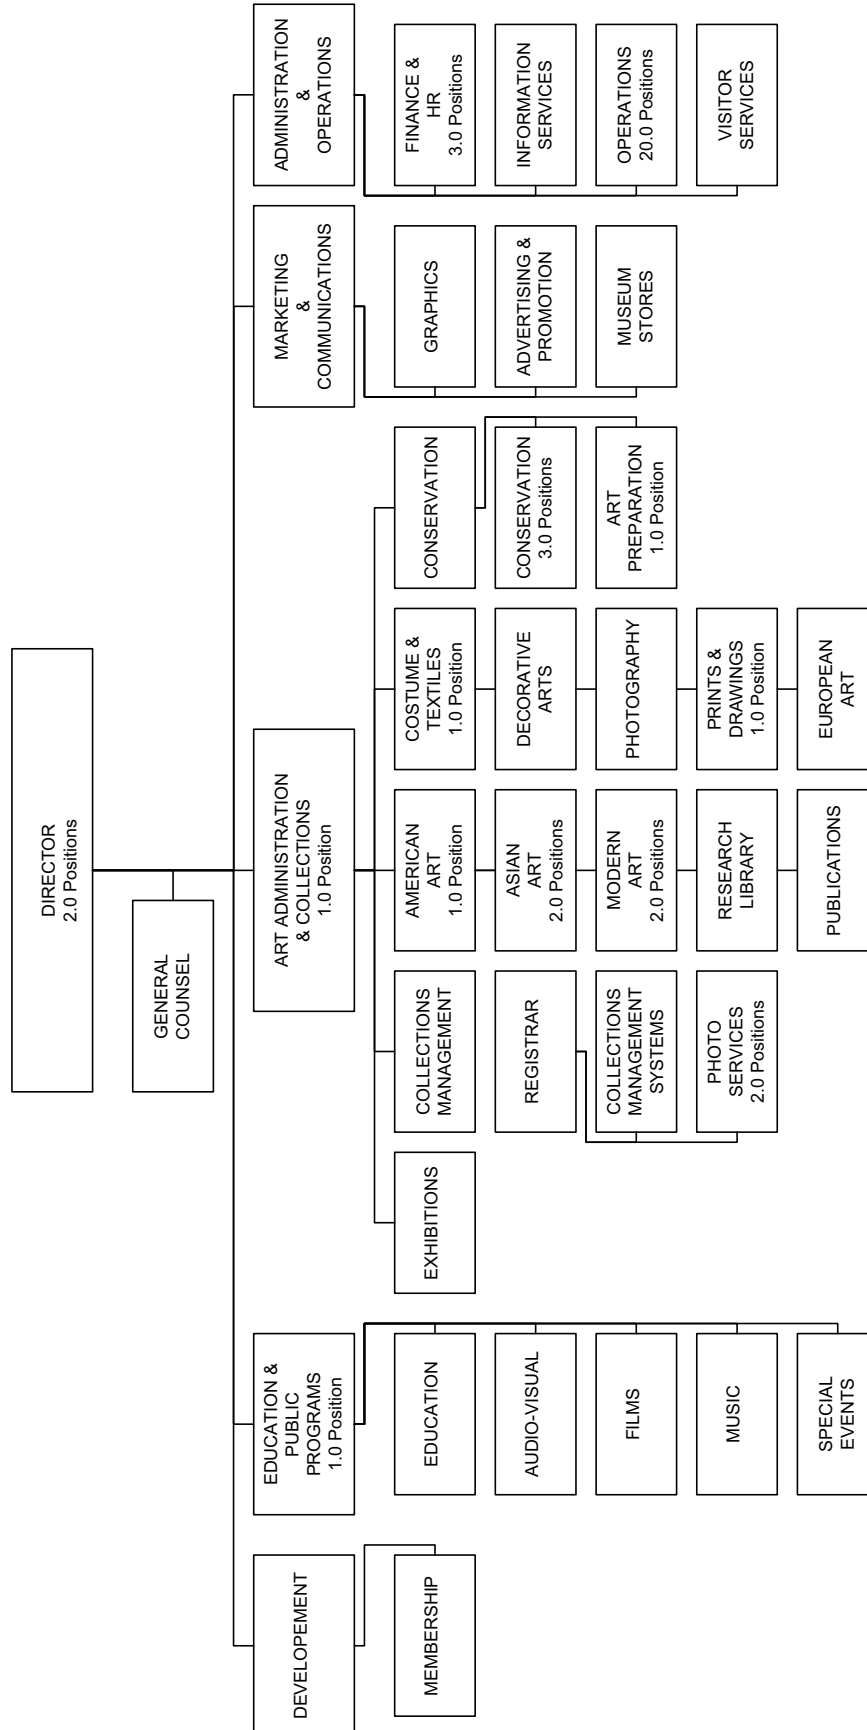 DIRECTOR
2.0 Positions
GENERAL
COUNSEL
DEVELOPEMENT
EDUCATION &
PUBLIC
PROGRAMS
1.0 Position
ART ADMINISTRATION
& COLLECTIONS
1.0 Position
MARKETING
&
COMMUNICATIONS
ADMINISTRATION
&
OPERATIONS
MEMBERSHIP
EDUCATION
AUDIO-VISUAL
FILMS
MUSIC
SPECIAL
EVENTS
EXHIBITIONS
COLLECTIONS
MANAGEMENT
REGISTRAR
COLLECTIONS
MANAGEMENT
SYSTEMS
PHOTO
SERVICES
2.0 Positions
AMERICAN
ART
1.0 Position
ASIAN
ART
2.0 Positions
MODERN
ART
2.0 Positions
RESEARCH
LIBRARY
PUBLICATIONS
COSTUME &
TEXTILES
1.0 Position
DECORATIVE
ARTS
PHOTOGRAPHY
PRINTS &
DRAWINGS
1.0 Position
EUROPEAN
ART
CONSERVATION
CONSERVATION
3.0 Positions
ART
PREPARATION
1.0 Position
GRAPHICS
ADVERTISING &
PROMOTION
MUSEUM
STORES
FINANCE &
HR
3.0 Positions
INFORMATION
SERVICES
OPERATIONS
20.0 Positions
VISITOR
SERVICES